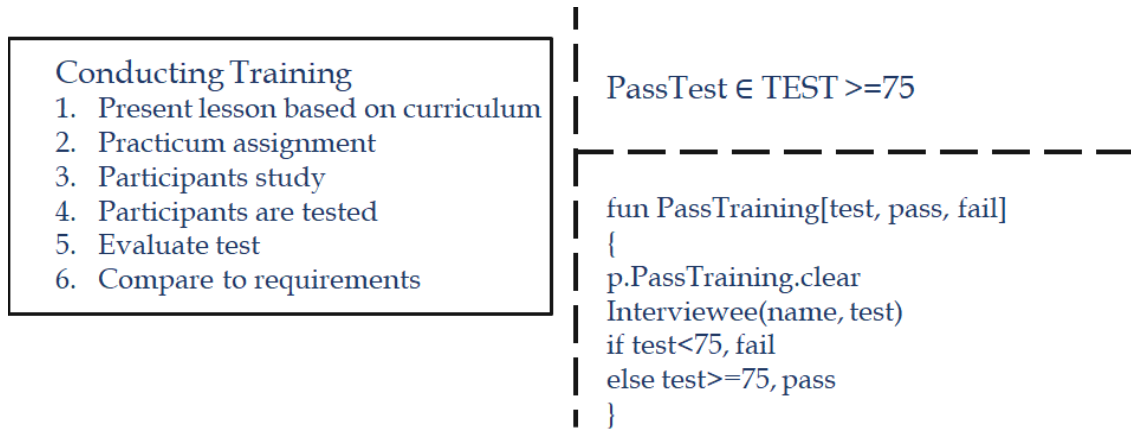 Conducting Training
1. Present lesson based on curriculum
2. Practicum assignment
3. Participants study
4. Participants are tested
5. Evaluate test
6. Compare to requirements
PassTest ∈ TEST >=75
fun PassTraining[test, pass, fail]
{
p.PassTraining.clear
Interviewee(name, test)
if test<75, fail
else test>=75, pass
}